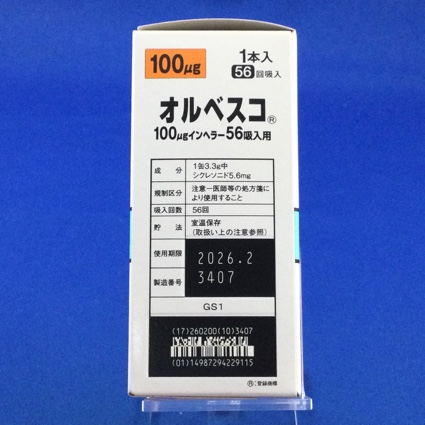 100μg
1本入
56回吸入
オルベスコ®
100μgインヘラー56吸入用
成分 1缶3.3g中
シクレソニド5.6mg
規制区分 注意-医師等の処方箋に
より使用すること
吸入回数 56回
貯法 室温保存
(取扱い上の注意参照)
使用期限 2026.2
製造番号 3407
GS1
(17)260200(10)3407
(01)14987294229115
®:登録商標